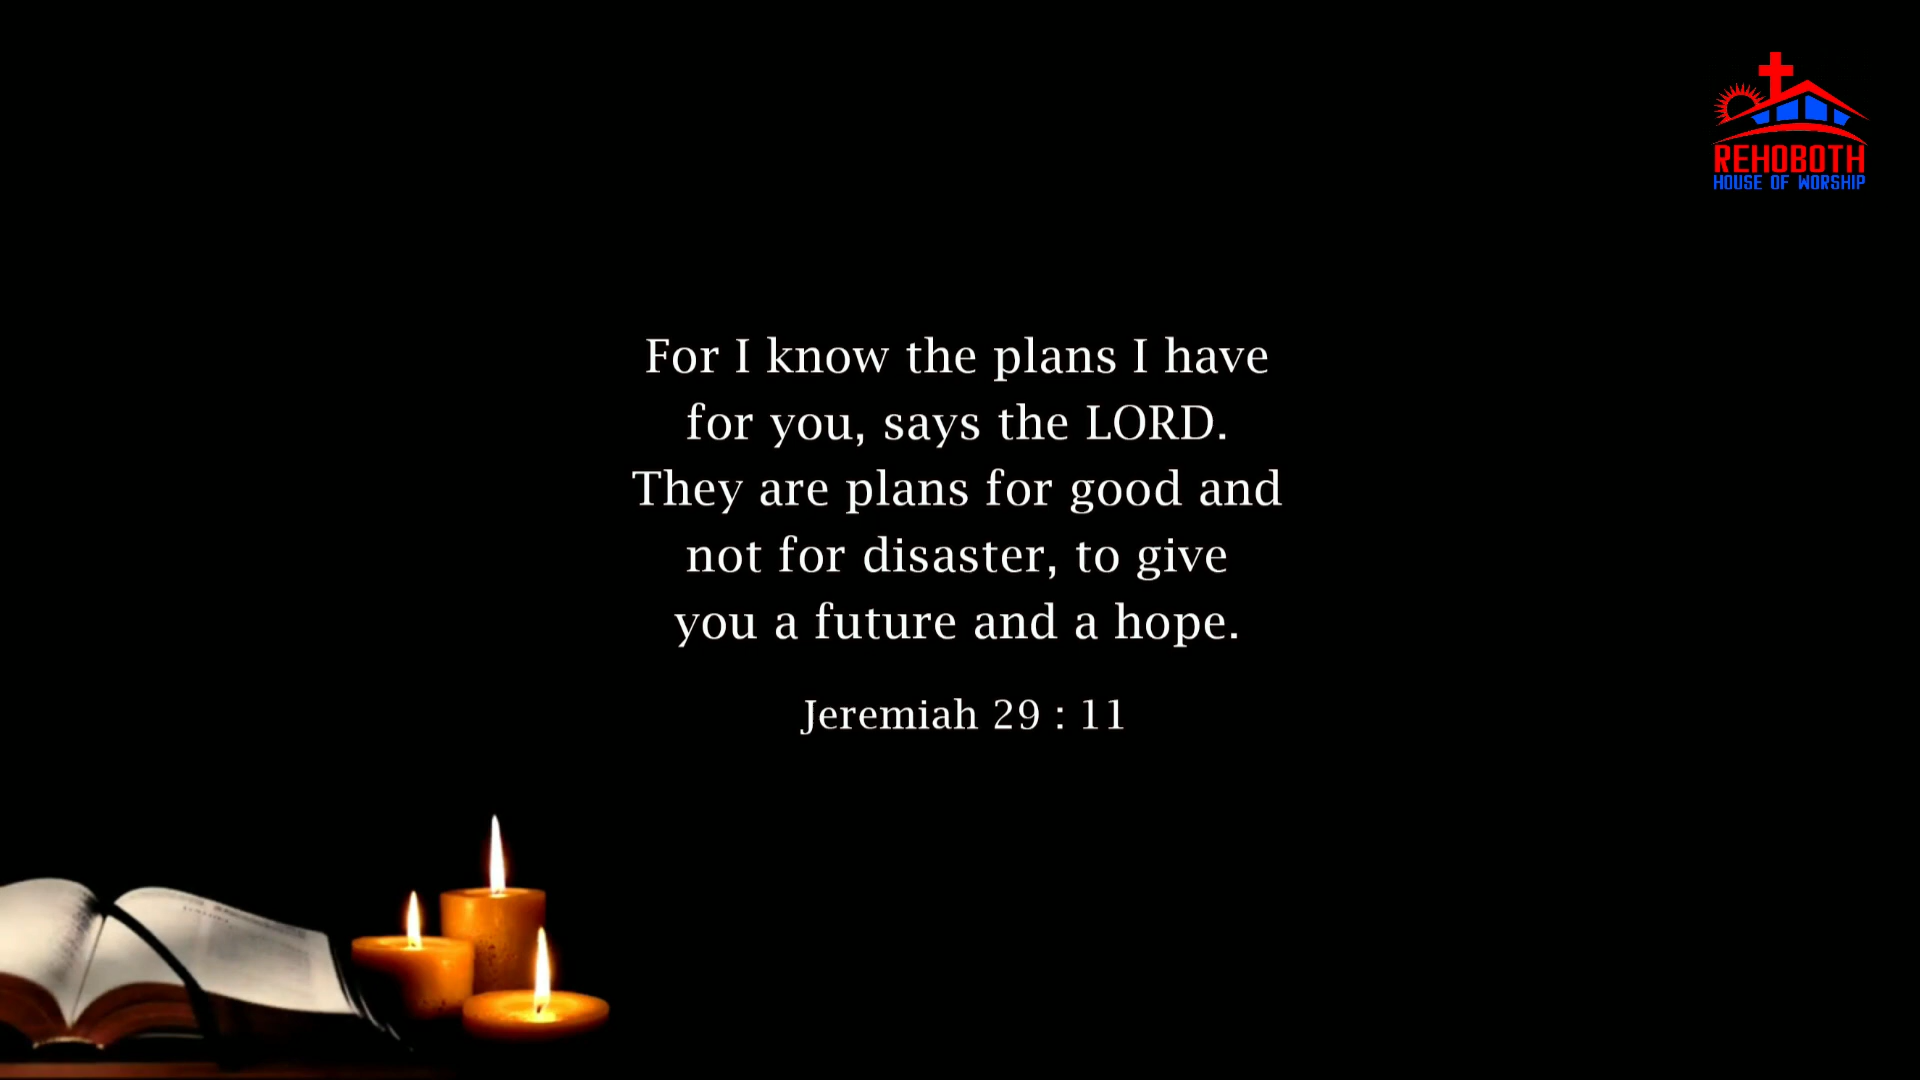 REHOBOTH
HOUSE OF WORSHIP
For I know the plans I have
for you, says the LORD.
They are plans for good and
not for disaster, to give
you a future and a hope.
Jeremiah 29 : 11